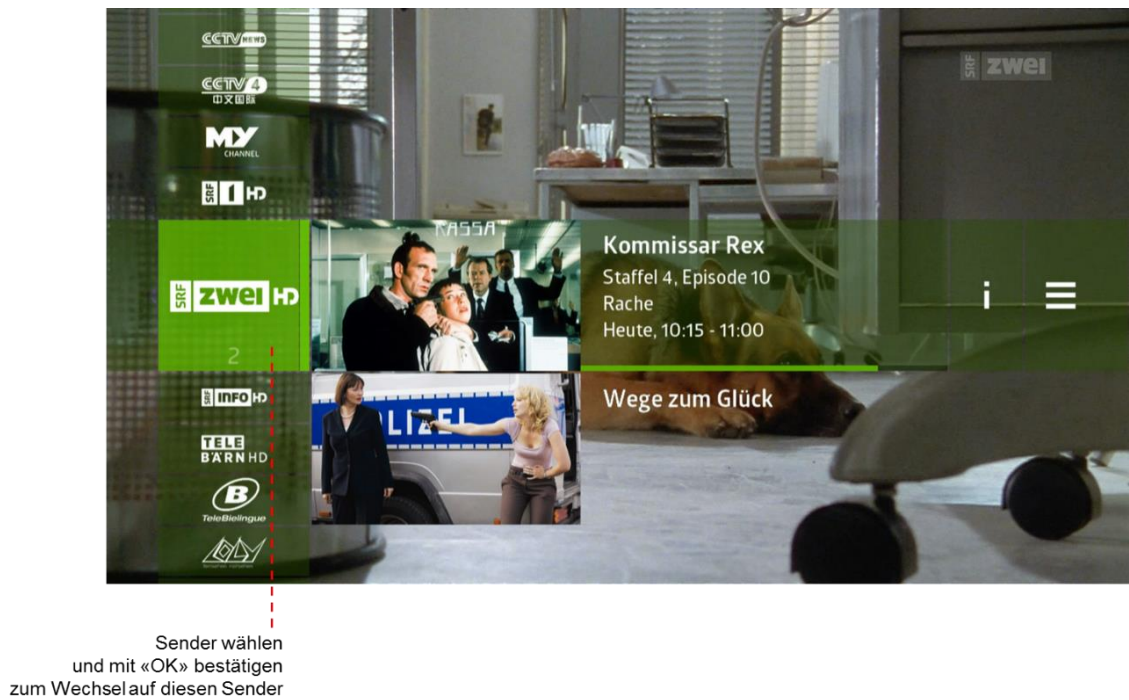 CCTV NEWS
CCTV 4
中文国际
MY
CHANNEL
SRF 1 HD
SRF zwei HD
2
SRF INFO HD
TELE
BÄRN HD
B
TeleBielingue
SRF zwei
KASSA
Kommissar Rex
Staffel 4, Episode 10
Rache
Heute, 10:15 - 11:00
i
POLIZEI
Wege zum Glück
Sender wählen
und mit «OK» bestätigen
zum Wechsel auf diesen Sender